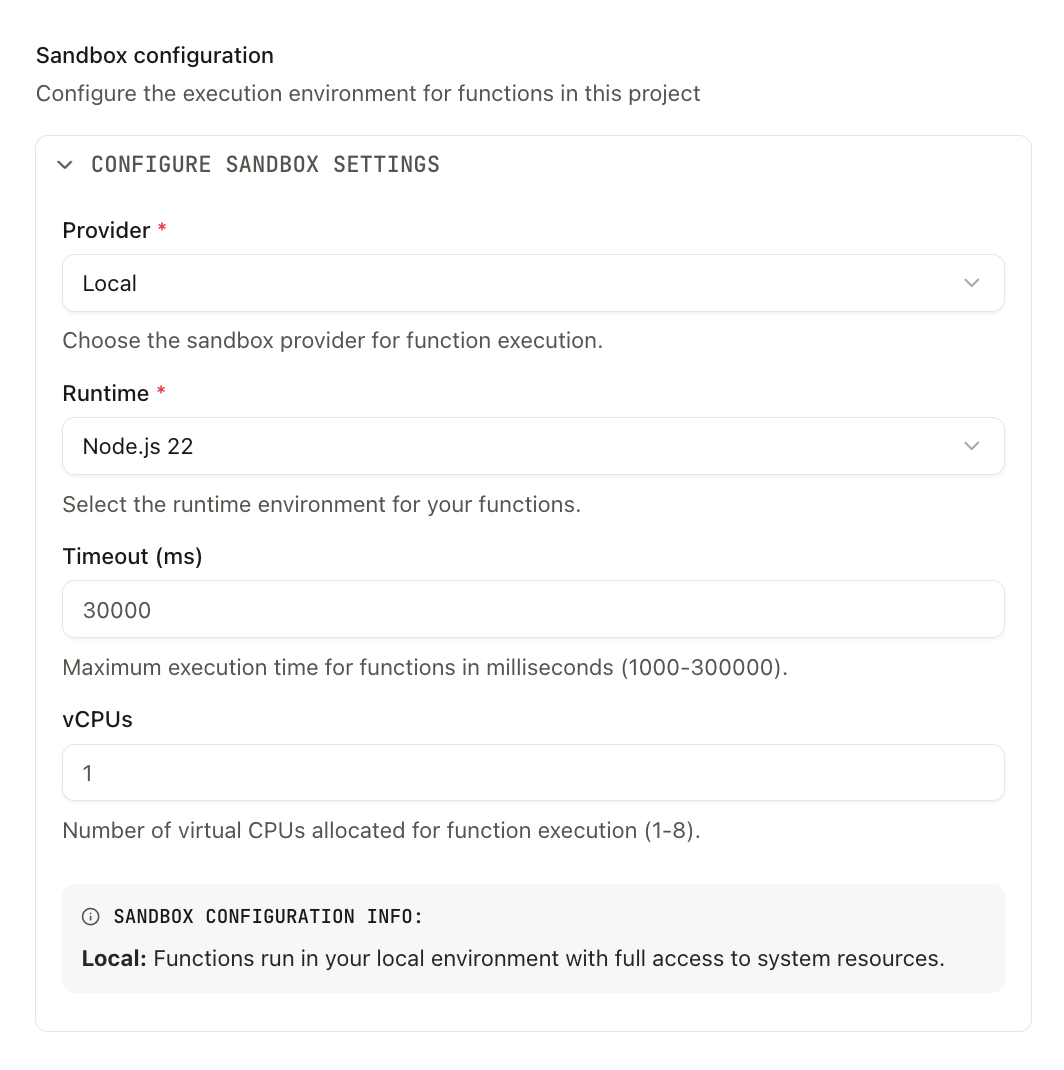 Sandbox configuration
Configure the execution environment for functions in this project
CONFIGURE SANDBOX SETTINGS
Provider *
Local
Choose the sandbox provider for function execution.
Runtime *
Node.js 22
Select the runtime environment for your functions.
Timeout (ms)
30000
Maximum execution time for functions in milliseconds (1000-300000).
vCPUs
1
Number of virtual CPUs allocated for function execution (1-8).
SANDBOX CONFIGURATION INFO:
Local: Functions run in your local environment with full access to system resources.